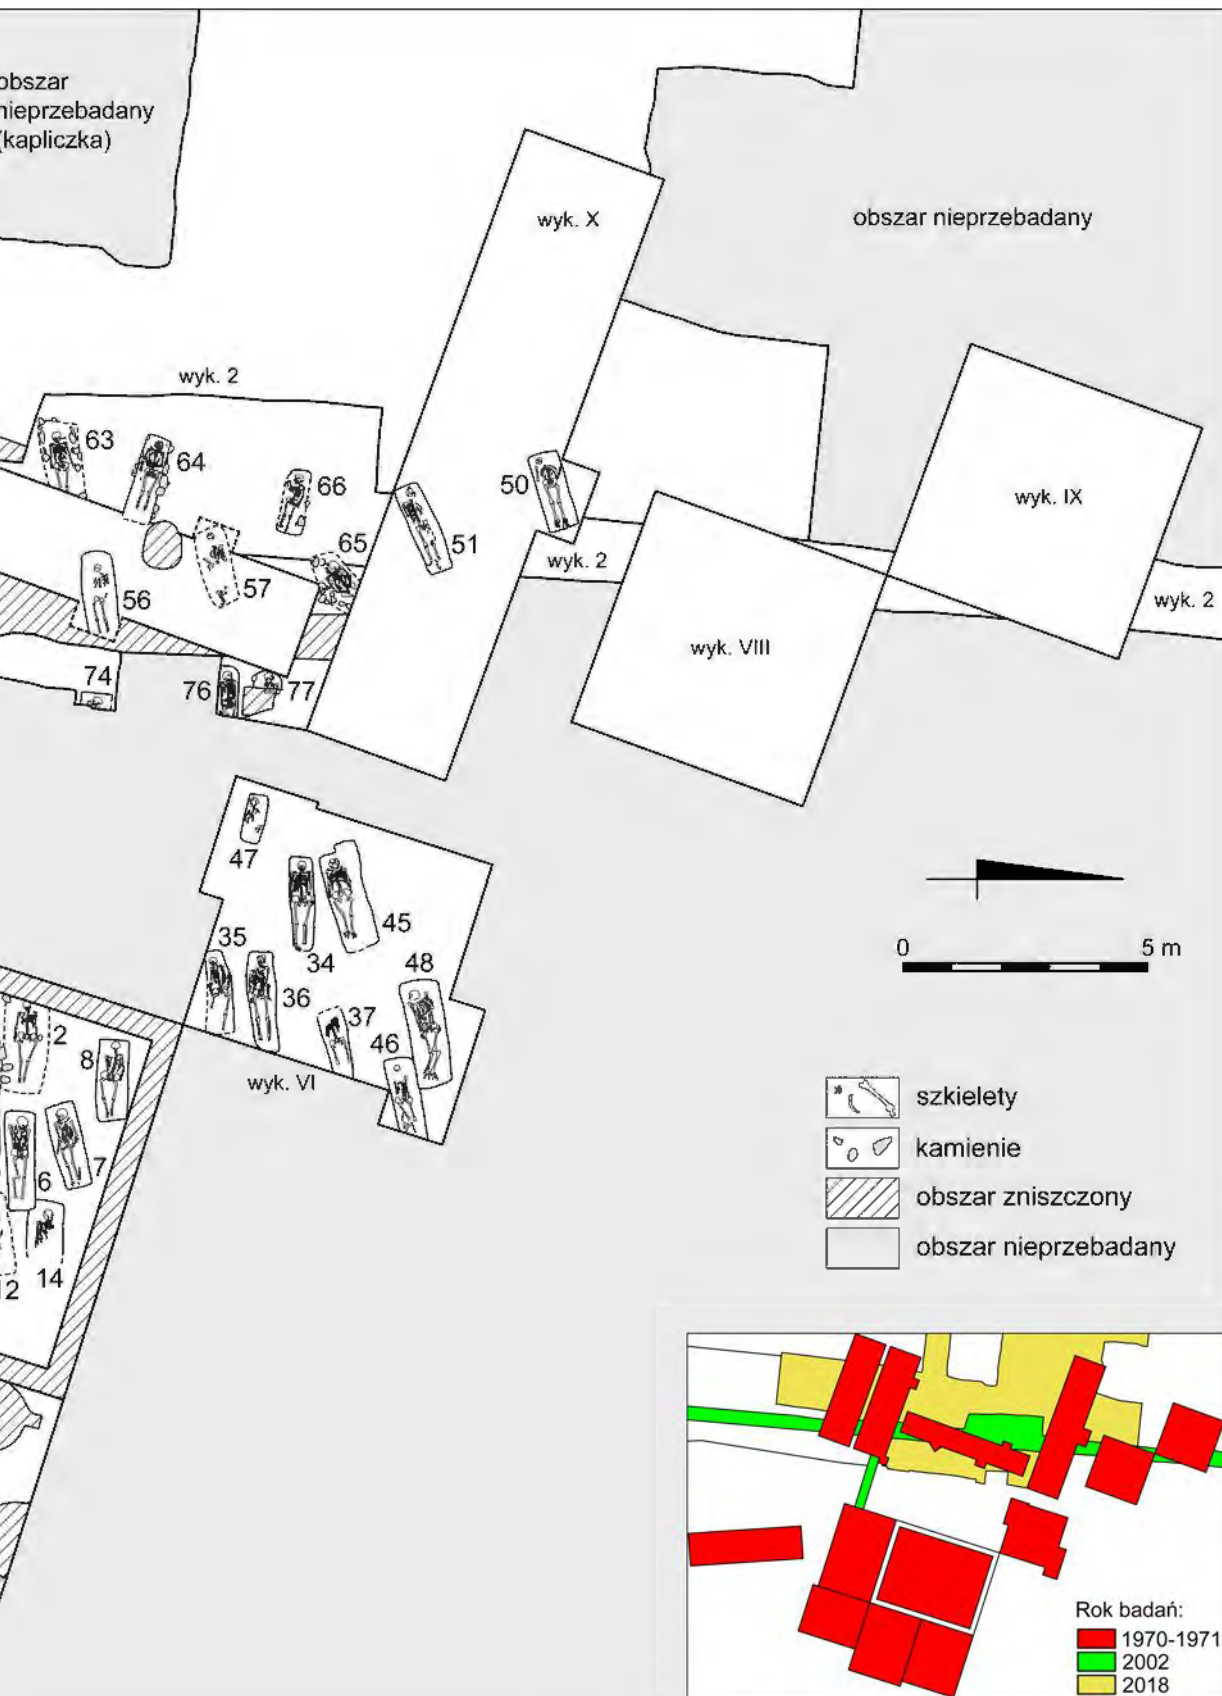 obszar
nieprzebadany
(kapliczka)
wyk. X
obszar nieprzebadany
wyk. 2
63
64
66
50
51
65
57
56
wyk. 2
wyk. IX
wyk. 2
wyk. VIII
74
76
77
47
45
34
35
36
48
37
46
wyk. VI
2
8
7
6
14
12
0 5 m
szkielety
kamienie
obszar zniszczony
obszar nieprzebadany
Rok badań:
1970-1971
2002
2018